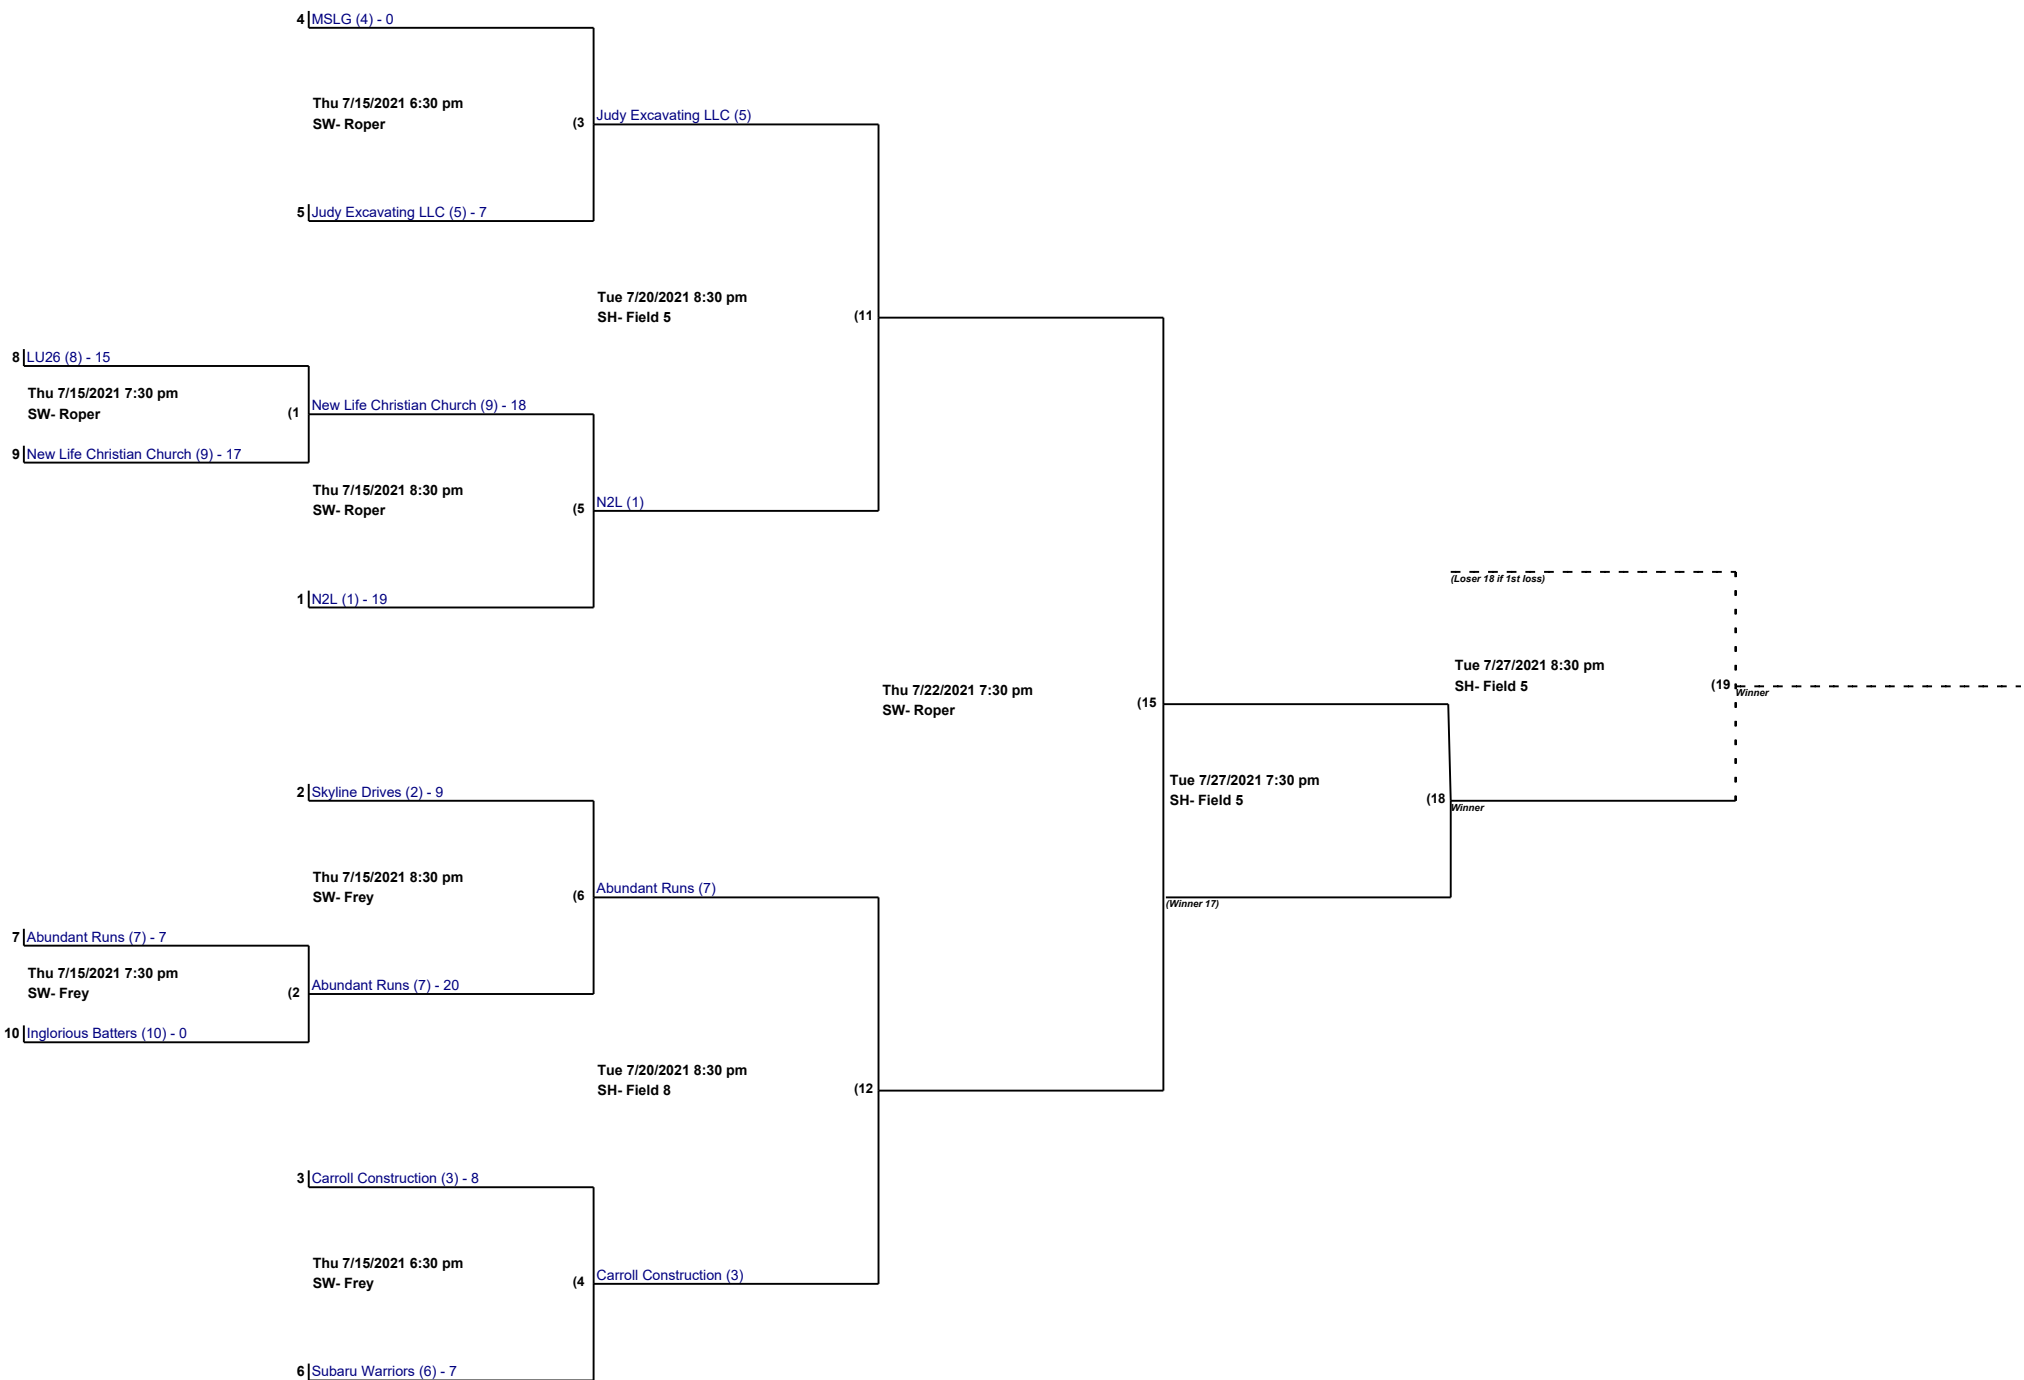 4 MSLG (4) - 0
Thu 7/15/2021 6:30 pm
SW- Roper
(3
Judy Excavating LLC (5)
5 Judy Excavating LLC (5) - 7
Tue 7/20/2021 8:30 pm
SH- Field 5
(11
8 LU26 (8) - 15
Thu 7/15/2021 7:30 pm
SW- Roper
(1
New Life Christian Church (9) - 18
9 New Life Christian Church (9) - 17
Thu 7/15/2021 8:30 pm
SW- Roper
(5
N2L (1)
1 N2L (1) - 19
(Loser 18 if 1st loss)
Tue 7/27/2021 8:30 pm
SH- Field 5
(19
Winner
Thu 7/22/2021 7:30 pm
SW- Roper
(15
Tue 7/27/2021 7:30 pm
SH- Field 5
(18
Winner
(Winner 17)
2 Skyline Drives (2) - 9
Thu 7/15/2021 8:30 pm
SW- Frey
(6
Abundant Runs (7)
7 Abundant Runs (7) - 7
Thu 7/15/2021 7:30 pm
SW- Frey
(2
Abundant Runs (7) - 20
10 Inglorious Batters (10) - 0
Tue 7/20/2021 8:30 pm
SH- Field 8
(12
3 Carroll Construction (3) - 8
Thu 7/15/2021 6:30 pm
SW- Frey
(4
Carroll Construction (3)
6 Subaru Warriors (6) - 7